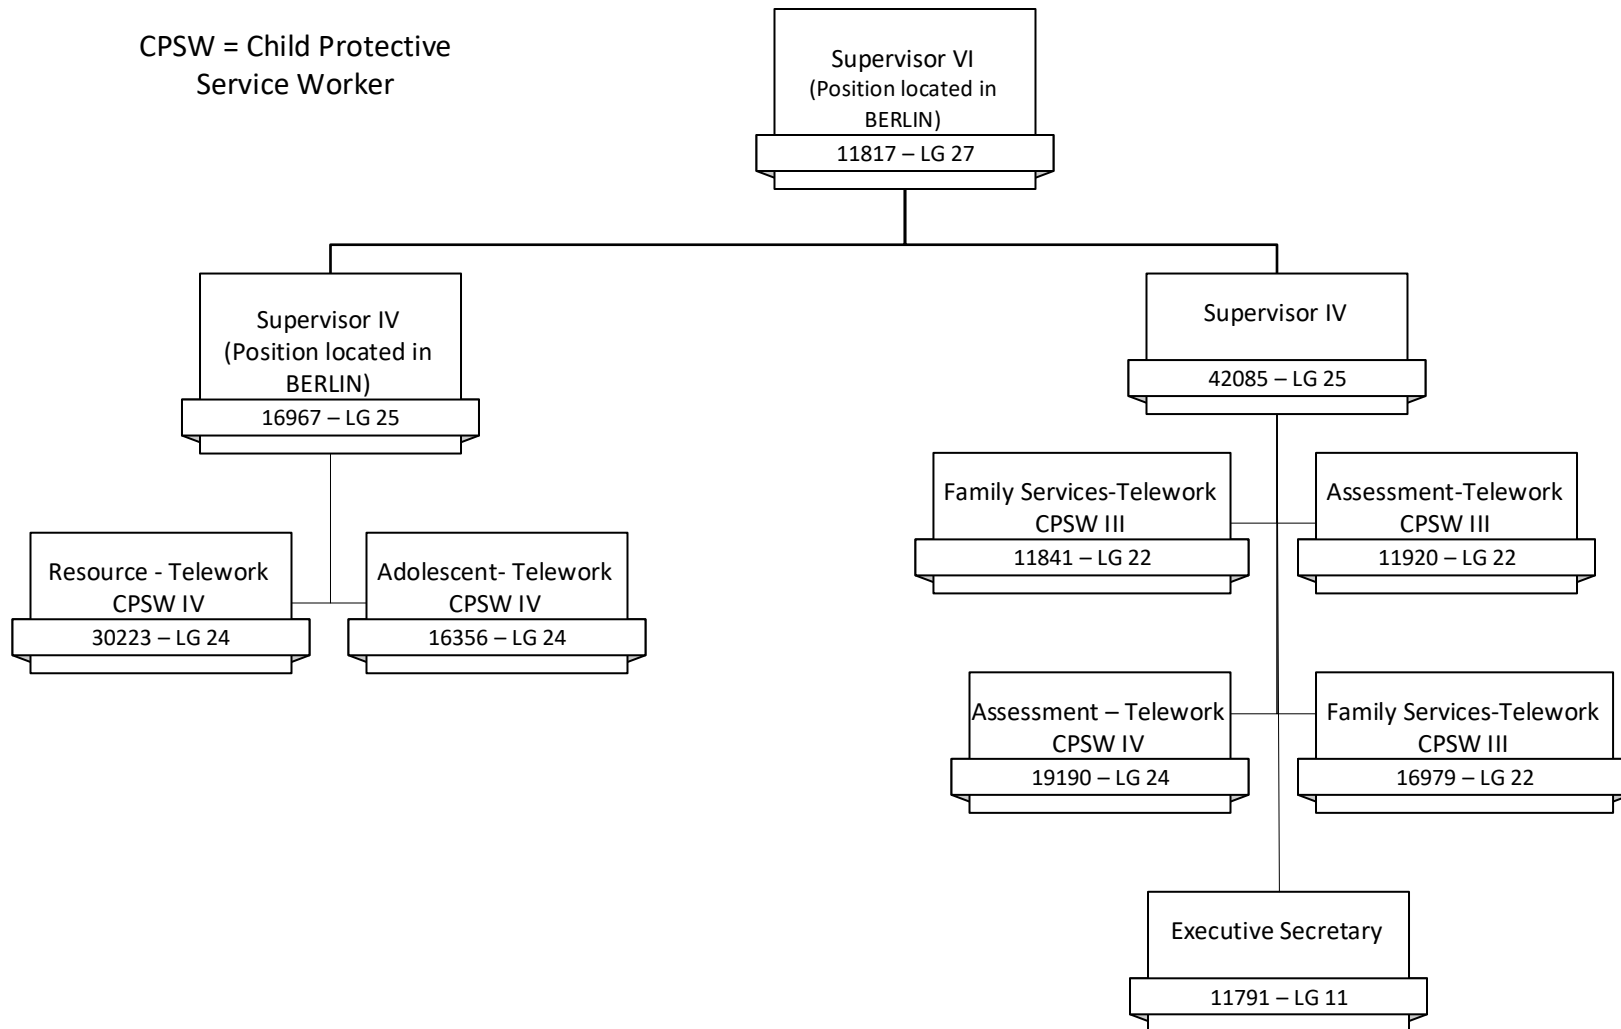 CPSW = Child Protective
Service Worker
Supervisor VI
(Position located in
BERLIN)
11817 – LG 27
Supervisor IV
(Position located in
BERLIN)
16967 – LG 25
Supervisor IV
42085 – LG 25
Resource - Telework
CPSW IV
30223 – LG 24
Adolescent- Telework
CPSW IV
16356 – LG 24
Family Services-Telework
CPSW III
11841 – LG 22
Assessment-Telework
CPSW III
11920 – LG 22
Assessment – Telework
CPSW IV
19190 – LG 24
Family Services-Telework
CPSW III
16979 – LG 22
Executive Secretary
11791 – LG 11